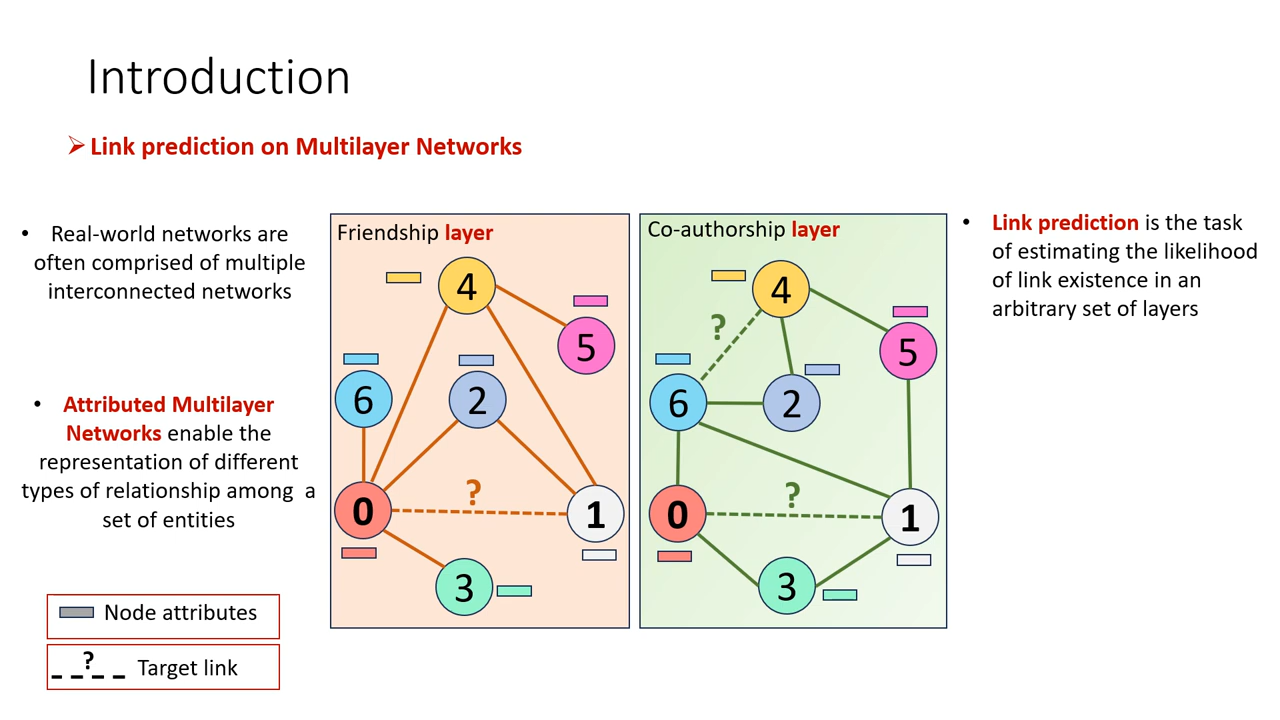 Introduction
➢ Link prediction on Multilayer Networks
• Real-world networks are
often comprised of multiple
interconnected networks
• Attributed Multilayer
Networks enable the
representation of different
types of relationship among a
set of entities
Node attributes
? Target link
Friendship layer
4
5
6
2
?
0
1
3
Co-authorship layer
4
?
5
6
2
?
0
1
3
• Link prediction is the task
of estimating the likelihood
of link existence in an
arbitrary set of layers